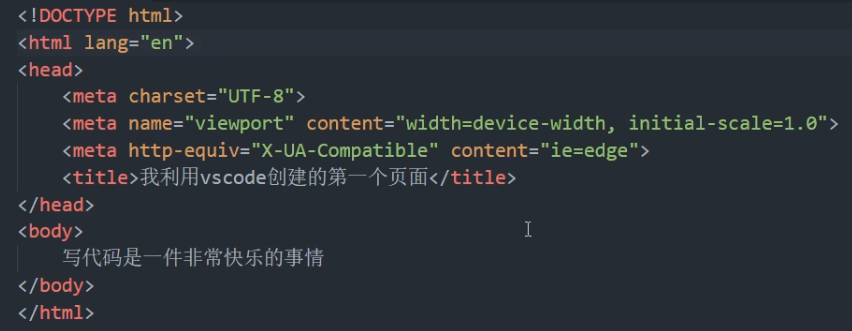 <!DOCTYPE html>
<html lang="en">
<head>
    <meta charset="UTF-8">
    <meta name="viewport" content="width=device-width, initial-scale=1.0">
    <meta http-equiv="X-UA-Compatible" content="ie=edge">
    <title>我利用vscode创建的第一个页面</title>
</head>
<body>
    写代码是一件非常快乐的事情
</body>
</html>